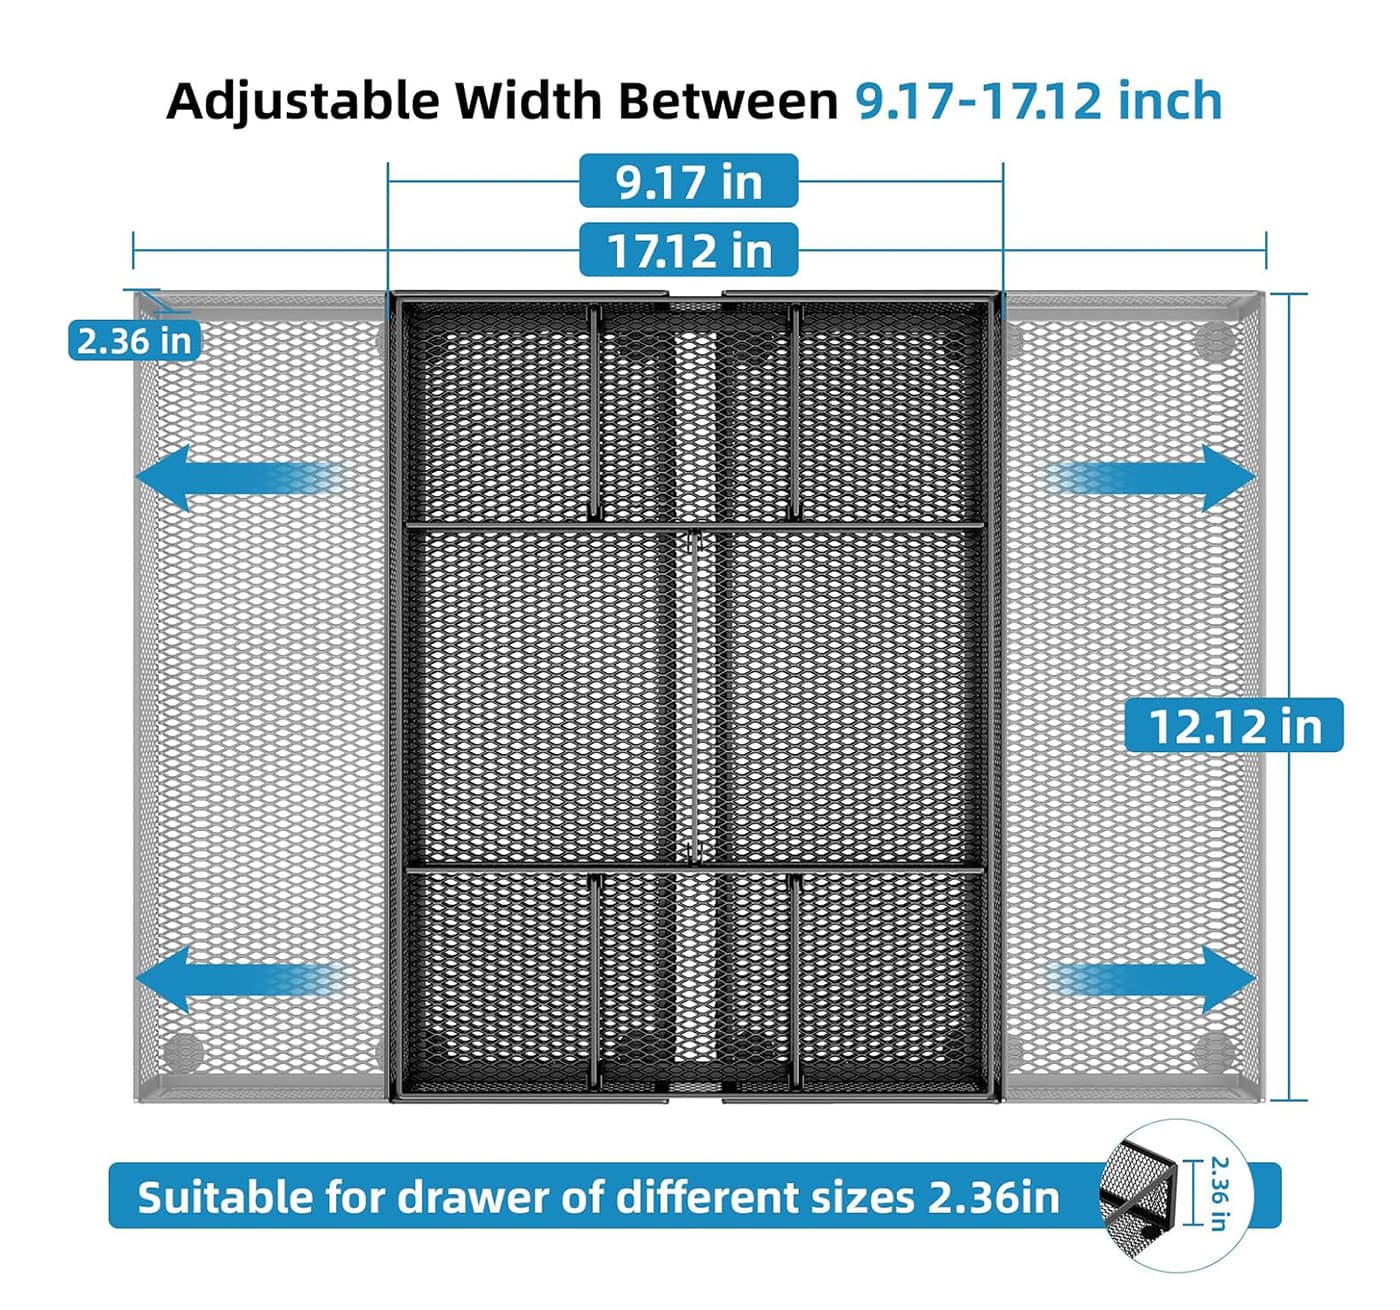 Adjustable Width Between 9.17-17.12 inch
9.17 in
17.12 in
2.36 in
12.12 in
Suitable for drawer of different sizes 2.36in
2.36 in